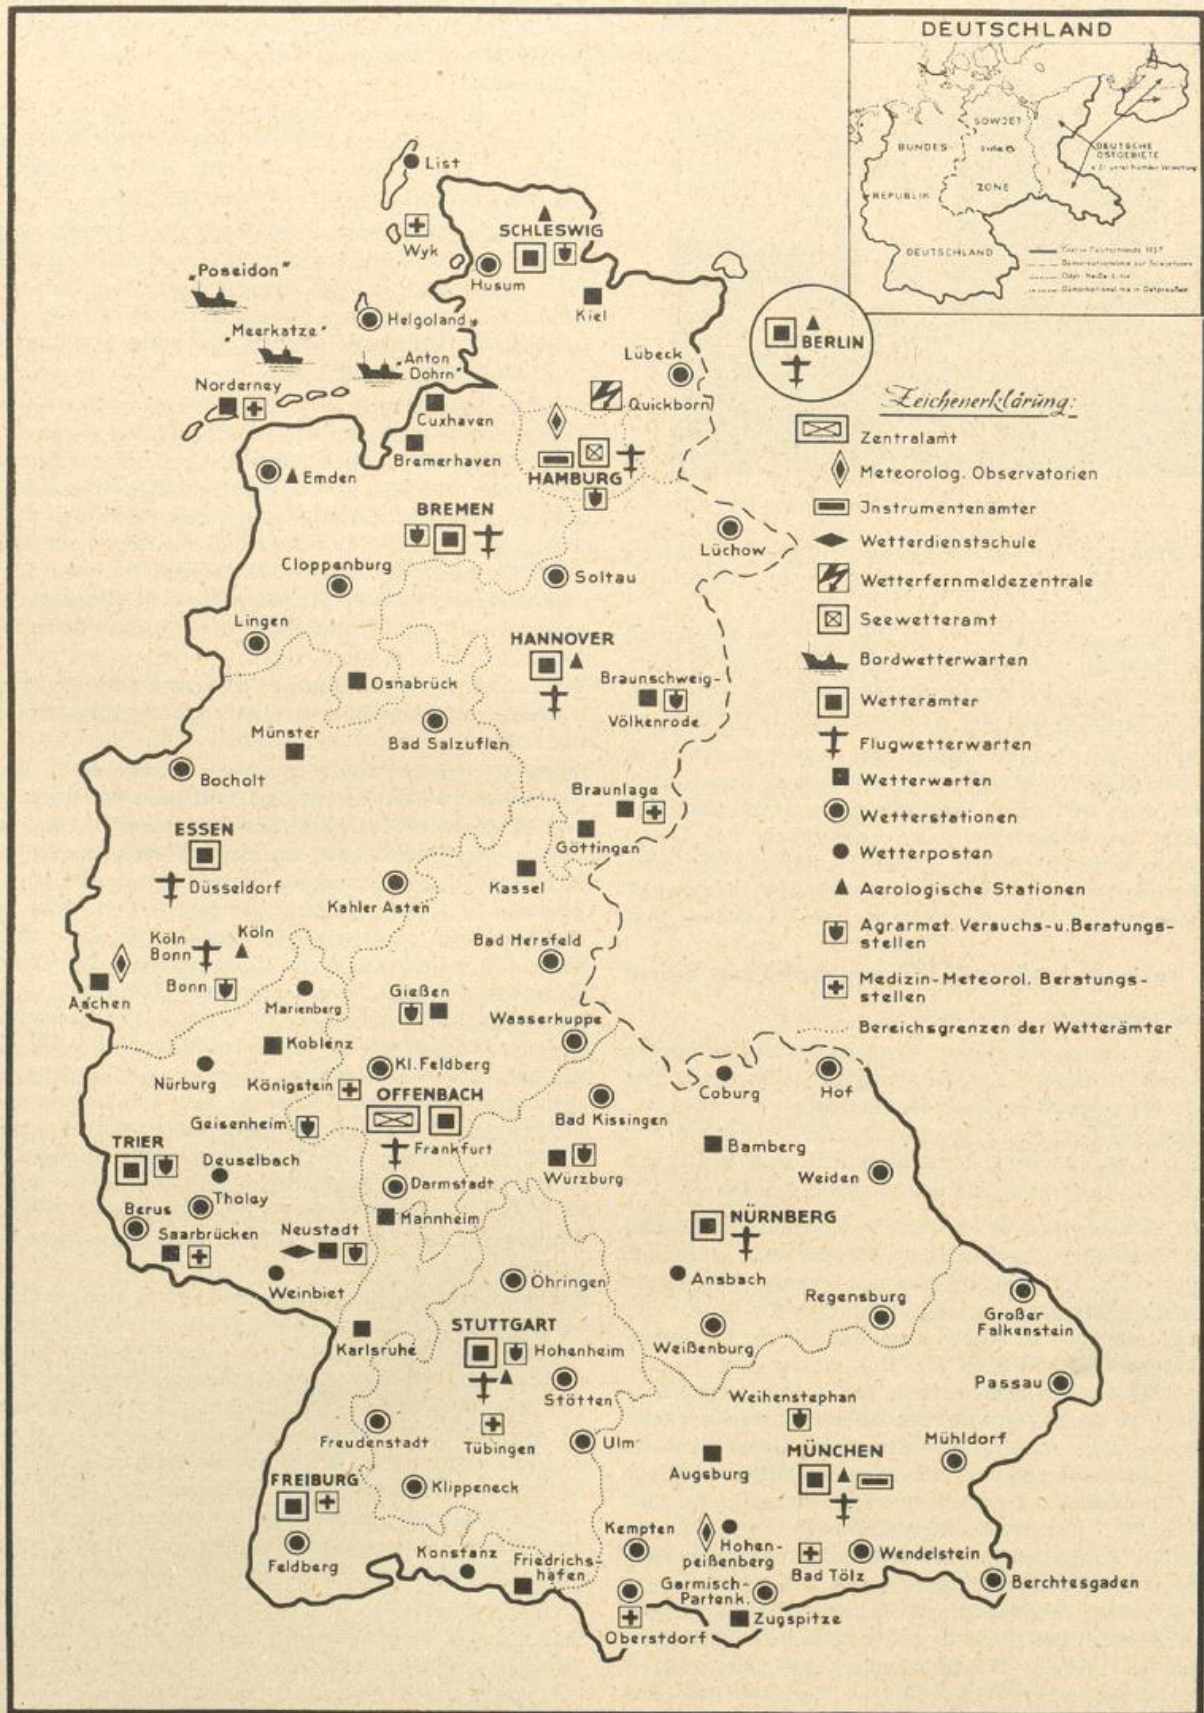 DEUTSCHLAND
SOWJET
BUNDES
ZONE
REPUBLIK
DEUTSCHE
OSTGEBIETE
DEUTSCHLAND
List
Wyk
SCHLESWIG
Husum
Kiel
"Poseidon"
Helgoland
"Meerkatze"
"Anton
Dohrn"
Norderney
Cuxhaven
Bremerhaven
Lübeck
Quickborn
BERLIN
Emden
HAMBURG
BREMEN
Lüchow
Cloppenburg
Soltau
Lingen
HANNOVER
Osnabrück
Braunschweig-
Völkenrode
Münster
Bad Salzuflen
Bocholt
Braunlage
Göttingen
ESSEN
Düsseldorf
Kassel
Kahler Asten
Köln
Bonn
Köln
Bad Hersfeld
Aachen
Bonn
Marienberg
Gießen
Wasserkuppe
Koblenz
Nürburg
Kl. Feldberg
Königstein
OFFENBACH
Coburg
Hof
Bad Kissingen
Geisenheim
Frankfurt
Bamberg
TRIER
Deuselbach
Darmstadt
Würzburg
Weiden
Tholey
Berus
Mannheim
Saarbrücken
Neustadt
NÜRNBERG
Weinbiet
Öhringen
Ansbach
Regensburg
Großer
Falkenstein
Karlsruhe
STUTTGART
Hohenheim
Weißenburg
Stötten
Passau
Weihenstephan
Freudenstadt
Tübingen
Ulm
Mühldorf
Augsburg
MÜNCHEN
FREIBURG
Klippeneck
Feldberg
Konstanz
Friedrichs-
hafen
Kempten
Hohen-
peißenberg
Bad Tölz
Wendelstein
Garmisch-
Partenk.
Berchtesgaden
Zugspitze
Oberstdorf
Zeichenerklärung:
Zentralamt
Meteorolog. Observatorien
Jnstrumentenämter
Wetterdienstschule
Wetterfernmeldezentrale
Seewetteramt
Bordwetterwarten
Wetterämter
Flugwetterwarten
Wetterwarten
Wetterstationen
Wetterposten
Aerologische Stationen
Agrarmet. Versuchs-u. Beratungs-
stellen
Medizin-Meteorol. Beratungs-
stellen
Bereichsgrenzen der Wetterämter